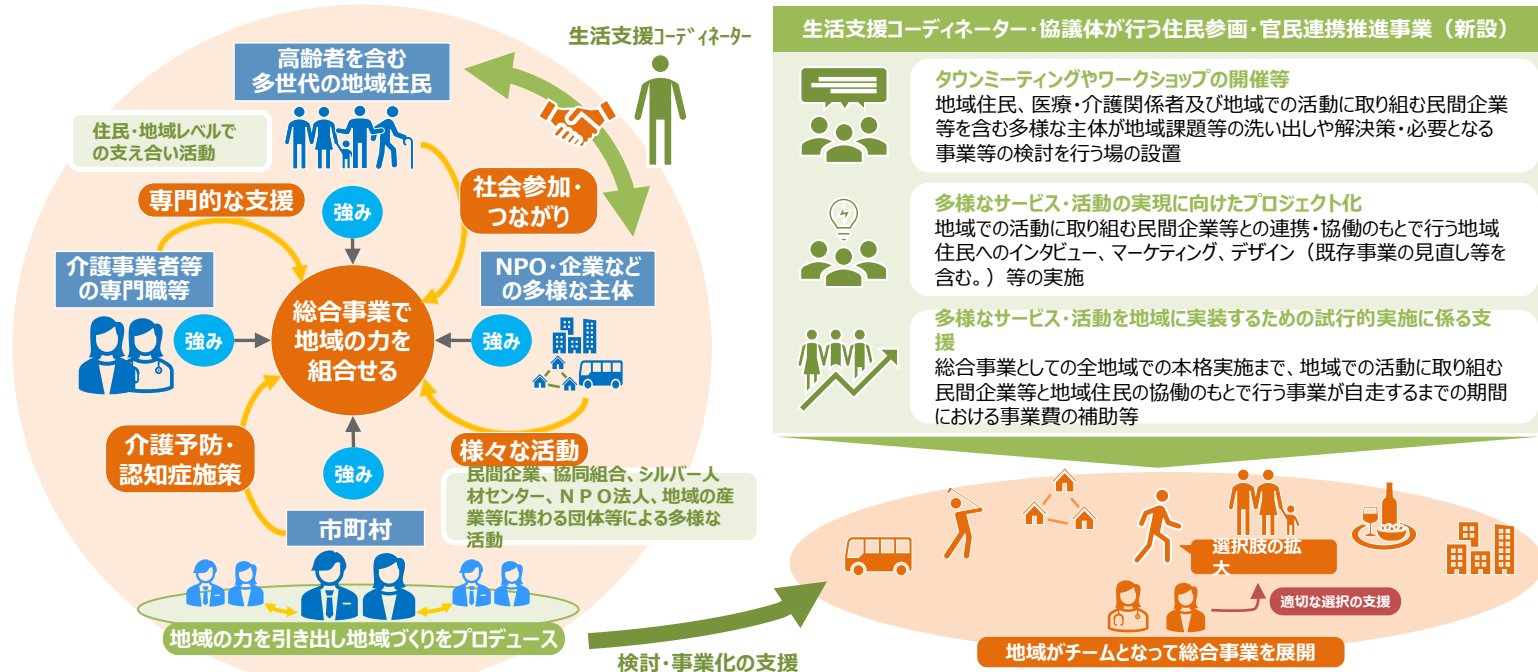 生活支援コーディネーター
高齢者を含む
多世代の地域住民
住民・地域レベルで
の支え合い活動
専門的な支援
強み
社会参加・
つながり
介護事業者等
の専門職等
NPO・企業など
の多様な主体
強み
総合事業で
地域の力を
組合せる
強み
介護予防・
認知症施策
強み
様々な活動
民間企業、協同組合、シルバー人
材センター、NPO法人、地域の産
業等に携わる団体等による多様な
活動
市町村
地域の力を引き出し地域づくりをプロデュース
検討・事業化の支援
生活支援コーディネーター・協議体が行う住民参画・官民連携推進事業（新設）
タウンミーティングやワークショップの開催等
地域住民、医療・介護関係者及び地域での活動に取り組む民間企業
等を含む多様な主体が地域課題等の洗い出しや解決策・必要となる
事業等の検討を行う場の設置
多様なサービス・活動の実現に向けたプロジェクト化
地域での活動に取り組む民間企業等との連携・協働のもとで行う地域
住民へのインタビュー、マーケティング、デザイン（既存事業の見直し等を
含む。）等の実施
多様なサービス・活動を地域に実装するための試行的実施に係る支
援
総合事業としての全地域での本格実施まで、地域での活動に取り組む
民間企業等と地域住民の協働のもとで行う事業が自走するまでの期間
における事業費の補助等
選択肢の拡
大
適切な選択の支援
地域がチームとなって総合事業を展開